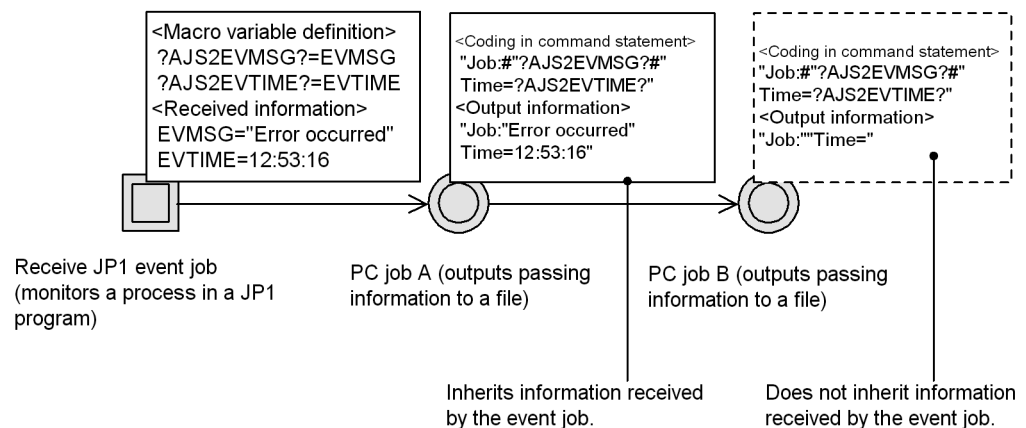 <Macro variable definition>
?AJS2EVMSG?=EVMSG
?AJS2EVTIME?=EVTIME
<Received information>
EVMSG="Error occurred"
EVTIME=12:53:16
<Coding in command statement>
"Job:#"?AJS2EVMSG?#"
Time=?AJS2EVTIME?"
<Output information>
"Job:"Error occurred"
Time=12:53:16"
<Coding in command statement>
"Job:#"?AJS2EVMSG?#"
Time=?AJS2EVTIME?"
<Output information>
"Job:""Time="
Receive JP1 event job
(monitors a process in a JP1
program)
PC job A (outputs passing
information to a file)
PC job B (outputs passing
information to a file)
Inherits information received
by the event job.
Does not inherit information
received by the event job.